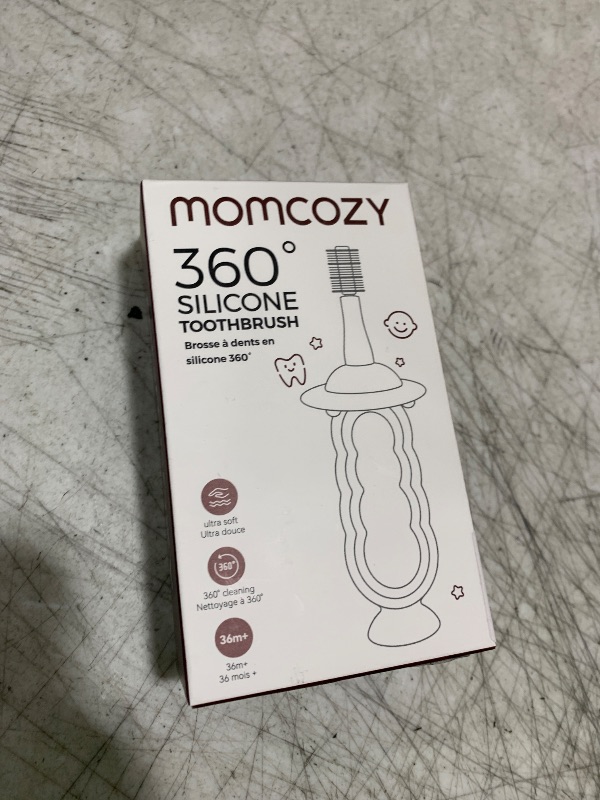 momcozy
360°
SILICONE
TOOTHBRUSH
Brosse à dents en
silicone 360°
ultra soft
Ultra douce
360°
360° cleaning
Nettoyage à 360°
36m+
36m+
36 mois +